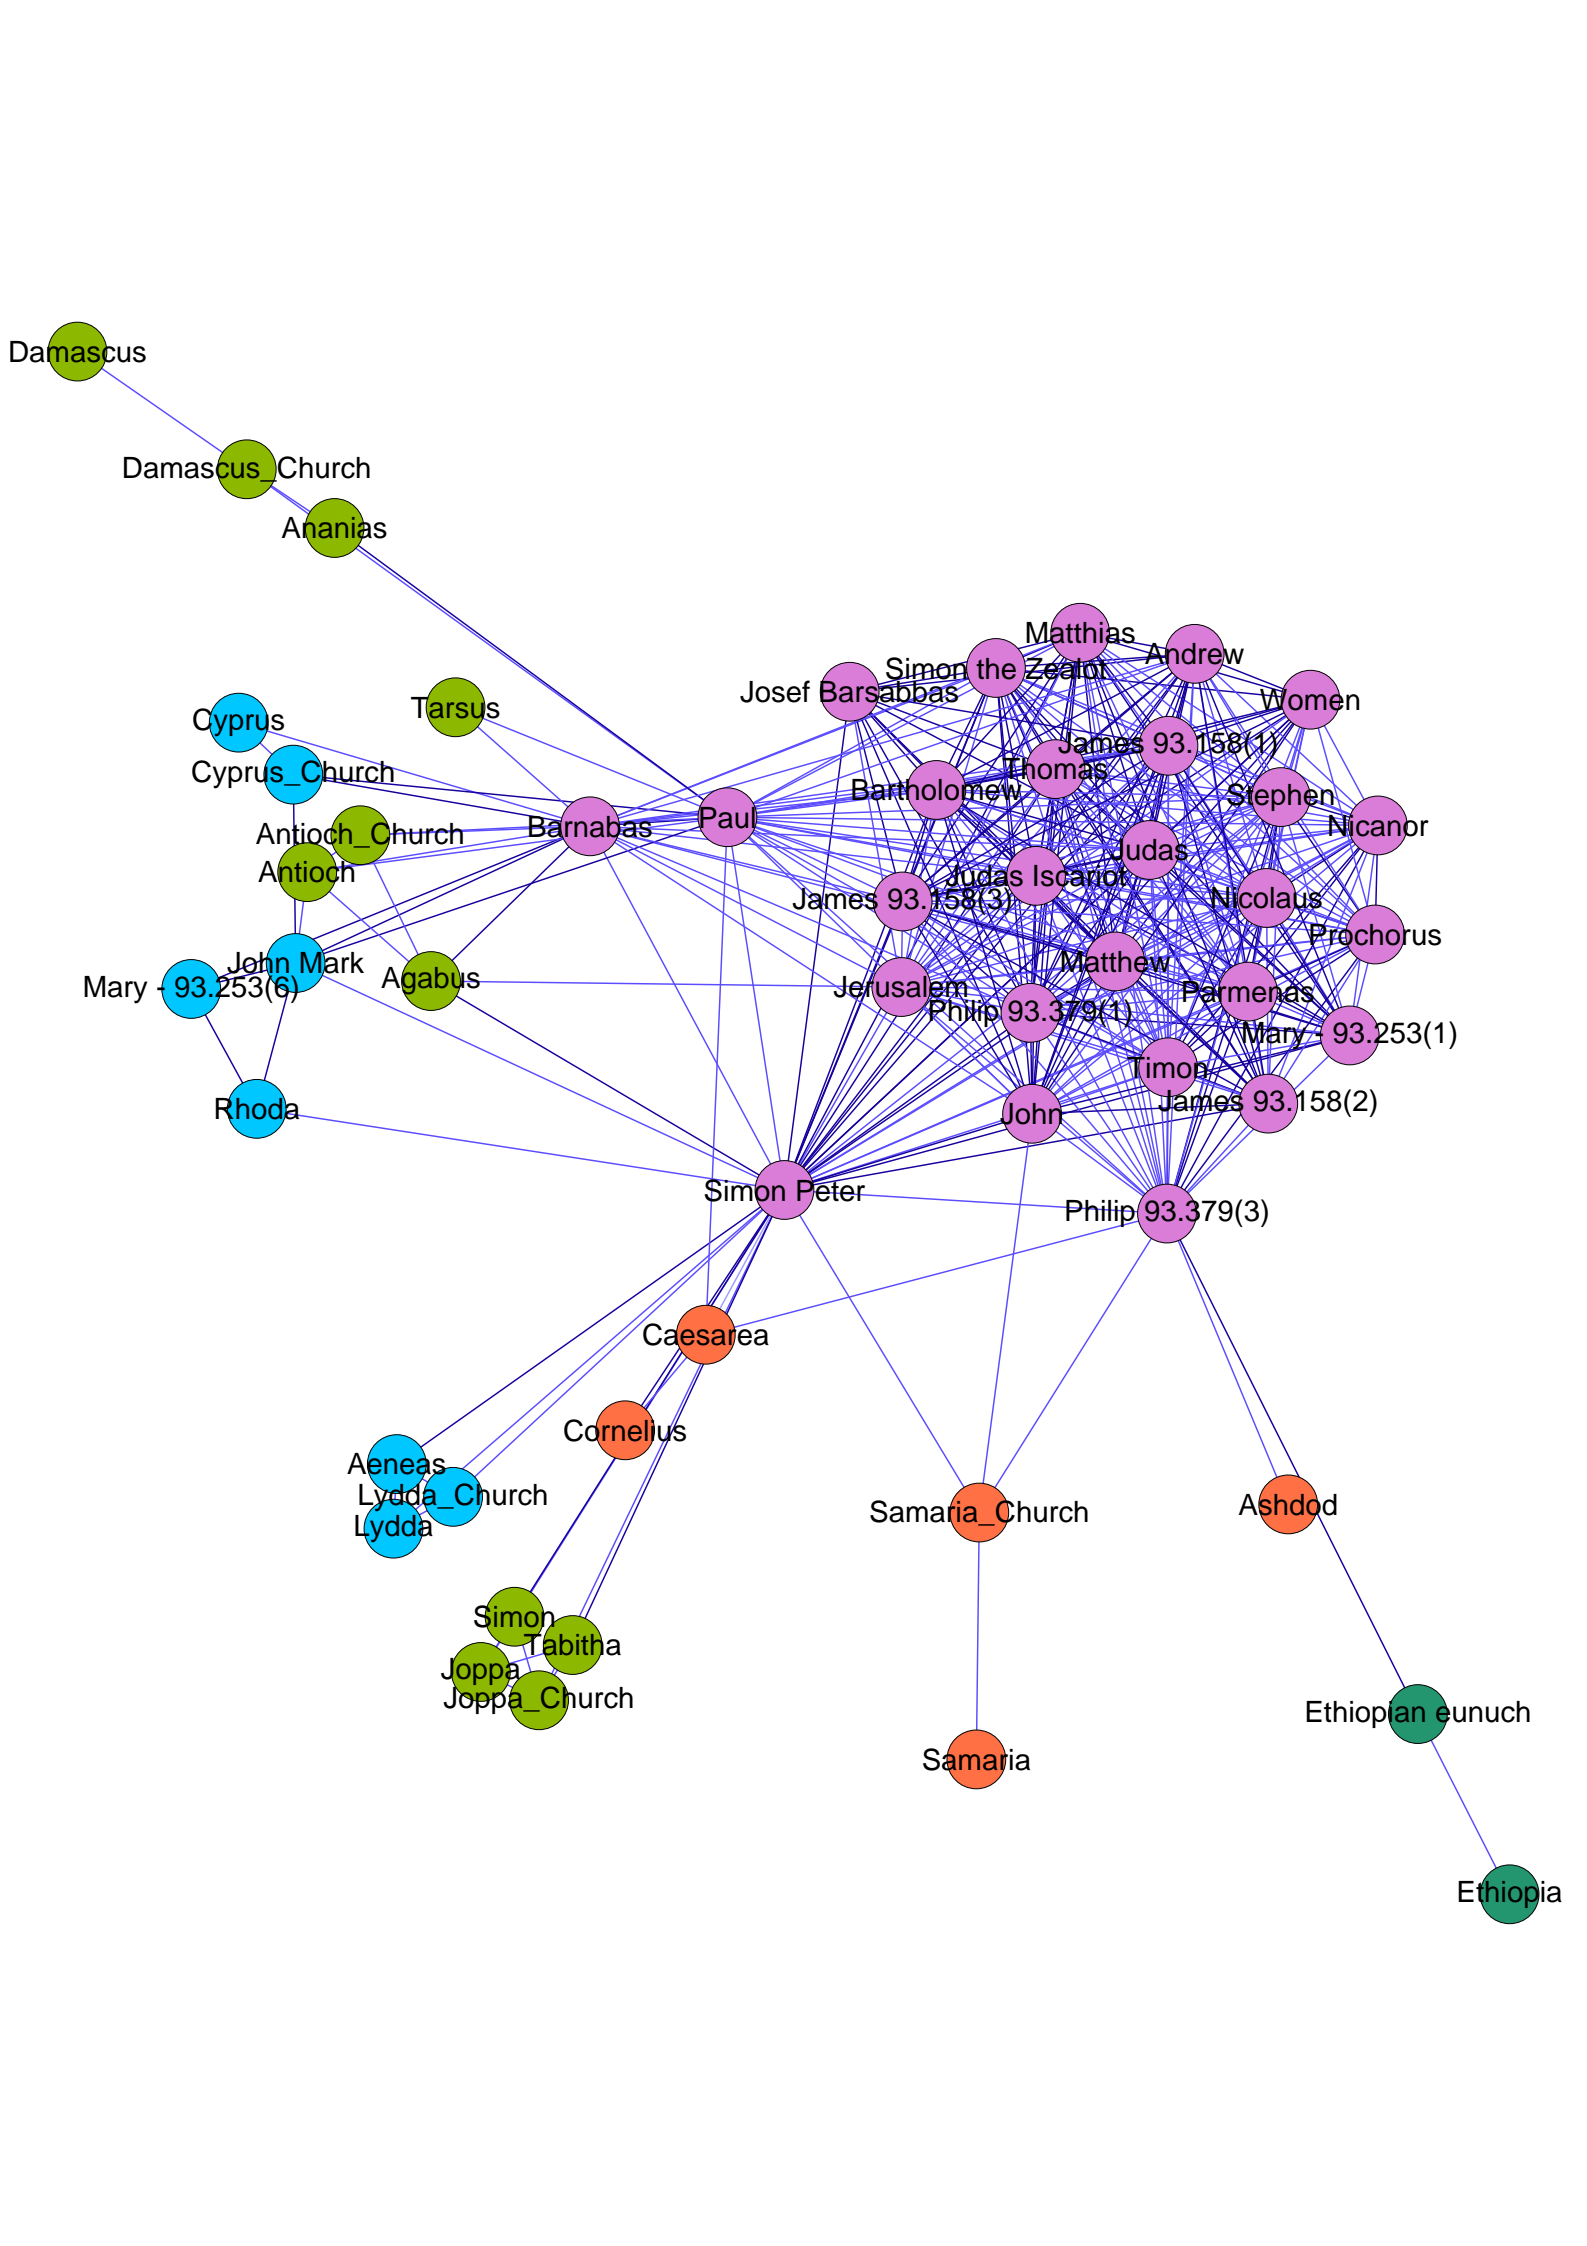 Damascus
Damascus_Church
Ananias
Matthias
Andrew
Simon the Zealot
Josef Barsabbas
Women
Tarsus
Cyprus
James 93.158(1)
Cyprus_Church
Thomas
Bartholomew
Stephen
Paul
Nicanor
Barnabas
Antioch_Church
Judas
Antioch
Judas Iscariot
James 93.158(3)
Nicolaus
Prochorus
John Mark
Matthew
Agabus
Mary - 93.253(6)
Jerusalem
Parmenas
Philip 93.379(1)
Mary - 93.253(1)
Timon
James 93.158(2)
Rhoda
John
Simon Peter
Philip 93.379(3)
Caesarea
Cornelius
Aeneas
Lydda_Church
Lydda
Samaria_Church
Ashdod
Simon
Tabitha
Joppa
Joppa_Church
Ethiopian eunuch
Samaria
Ethiopia